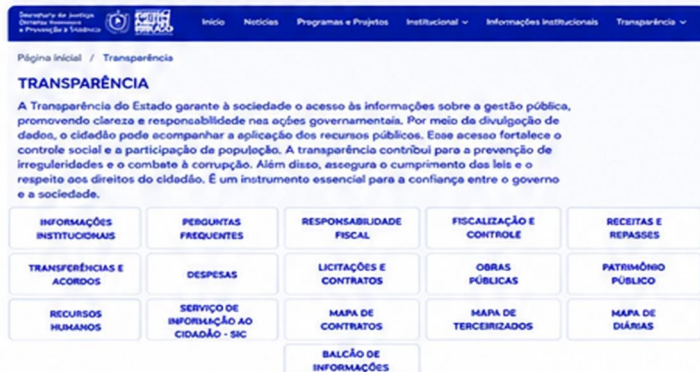 Secretaria de Justiça
Direitos Humanos
e Prevenção à Violência
Início Notícias Programas e Projetos Institucional Informações Institucionais Transparência
Página inicial / Transparência
TRANSPARÊNCIA
A Transparência do Estado garante à sociedade o acesso às informações sobre a gestão pública,
promovendo clareza e responsabilidade nas ações governamentais. Por meio da divulgação de
dados, o cidadão pode acompanhar a aplicação dos recursos públicos. Esse acesso fortalece o
controle social e a participação da população. A transparência contribui para a prevenção de
irregularidades e o combate à corrupção. Além disso, assegura o cumprimento das leis e o
respeito aos direitos do cidadão. É um instrumento essencial para a confiança entre o governo
e a sociedade.
INFORMAÇÕES
INSTITUCIONAIS
PERGUNTAS
FREQUENTES
RESPONSABILIDADE
FISCAL
FISCALIZAÇÃO E
CONTROLE
RECEITAS E
REPASSES
TRANSFERÊNCIAS E
ACORDOS
DESPESAS
LICITAÇÕES E
CONTRATOS
OBRAS
PÚBLICAS
PATRIMÔNIO
PÚBLICO
RECURSOS
HUMANOS
SERVIÇO DE
INFORMAÇÃO AO
CIDADÃO - SIC
MAPA DE
CONTRATOS
MAPA DE
TERCEIRIZADOS
MAPA DE
DIÁRIAS
BALCÃO DE
INFORMAÇÕES